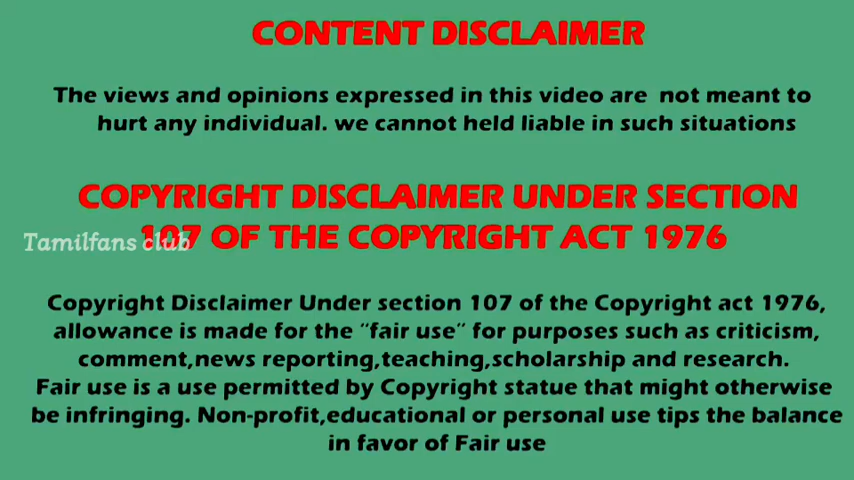 CONTENT DISCLAIMER
The views and opinions expressed in this video are not meant to
hurt any individual. we cannot held liable in such situations
COPYRIGHT DISCLAIMER UNDER SECTION
107 OF THE COPYRIGHT ACT 1976
Tamilfans club
Copyright Disclaimer Under section 107 of the Copyright act 1976,
allowance is made for the "fair use" for purposes such as criticism,
comment,news reporting,teaching,scholarship and research.
Fair use is a use permitted by Copyright statue that might otherwise
be infringing. Non-profit,educational or personal use tips the balance
in favor of Fair use